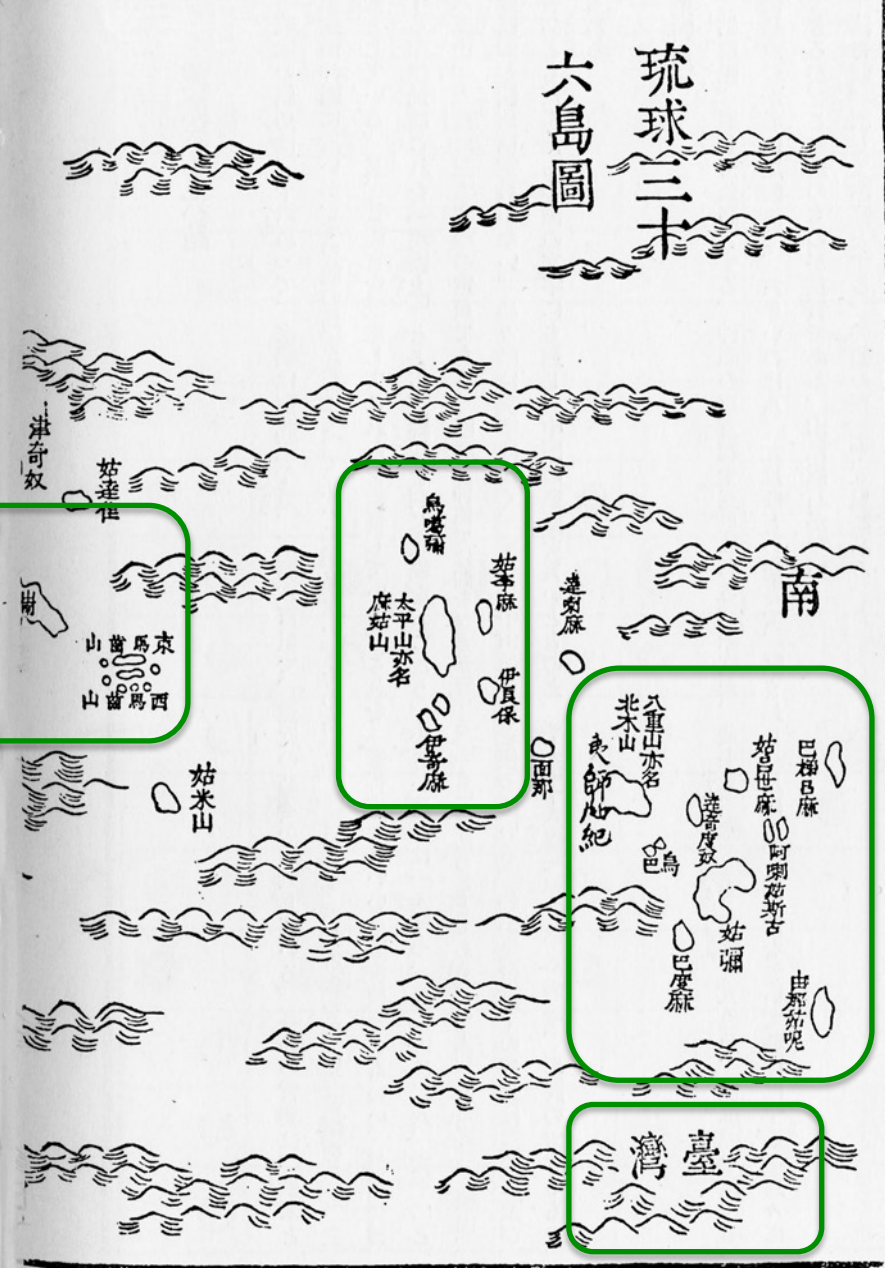 琉球三十
六島圖
南
巴梯呂麻
姑呂世麻
阿喇姑斯古
達奇度奴
姑彌
巴度麻
由那姑呢
八重山亦名
北木山
烏巴
達喇麻
面那
姑李麻
伊良保
烏噶彌
太平山亦名
麻姑山
伊奇麻
姑米山
東馬齒山
西馬齒山
姑達佳
津奇奴
臺灣